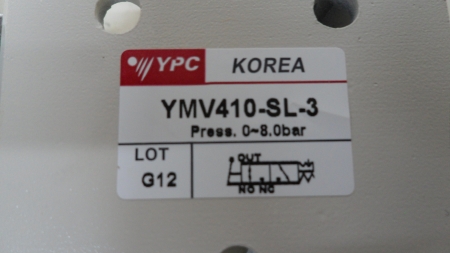 YPC KOREA
YMV410-SL-3
Press. 0~8.0bar
LOT
G12
OUT
NO NC